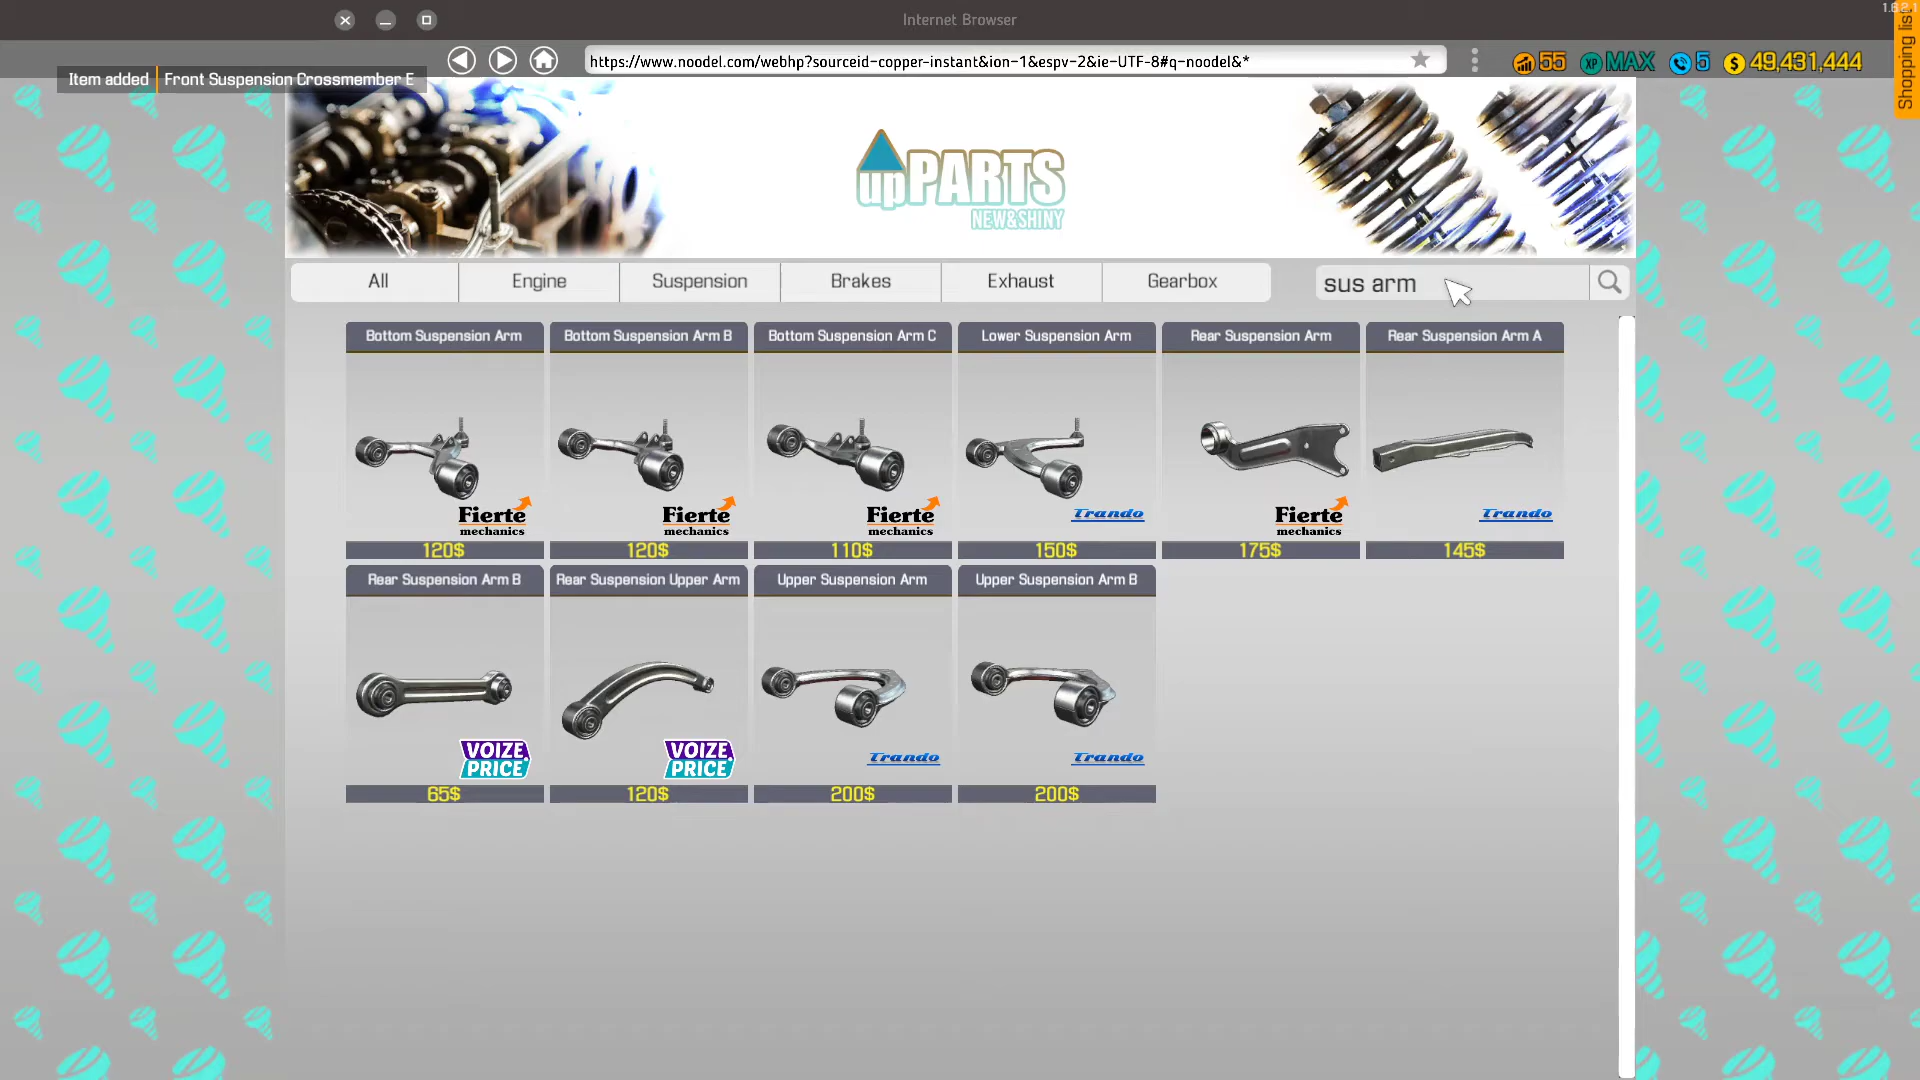 Internet Browser
1.6.2.1
Shopping list
https://www.noodel.com/webhp?sourceid-copper-instant&ion-1&espv-2&ie-UTF-8#q-noodel&*
55 XP MAX 5 $ 49,431,444
Item added Front Suspension Crossmember E
upPARTS
NEW&SHINY
All Engine Suspension Brakes Exhaust Gearbox sus arm
Bottom Suspension Arm Bottom Suspension Arm B Bottom Suspension Arm C Lower Suspension Arm Rear Suspension Arm Rear Suspension Arm A
Fierte mechanics Fierte mechanics Fierte mechanics Trando Fierte mechanics Trando
120$ 120$ 110$ 150$ 175$ 145$
Rear Suspension Arm B Rear Suspension Upper Arm Upper Suspension Arm Upper Suspension Arm B
VOIZE PRICE VOIZE PRICE Trando Trando
65$ 120$ 200$ 200$